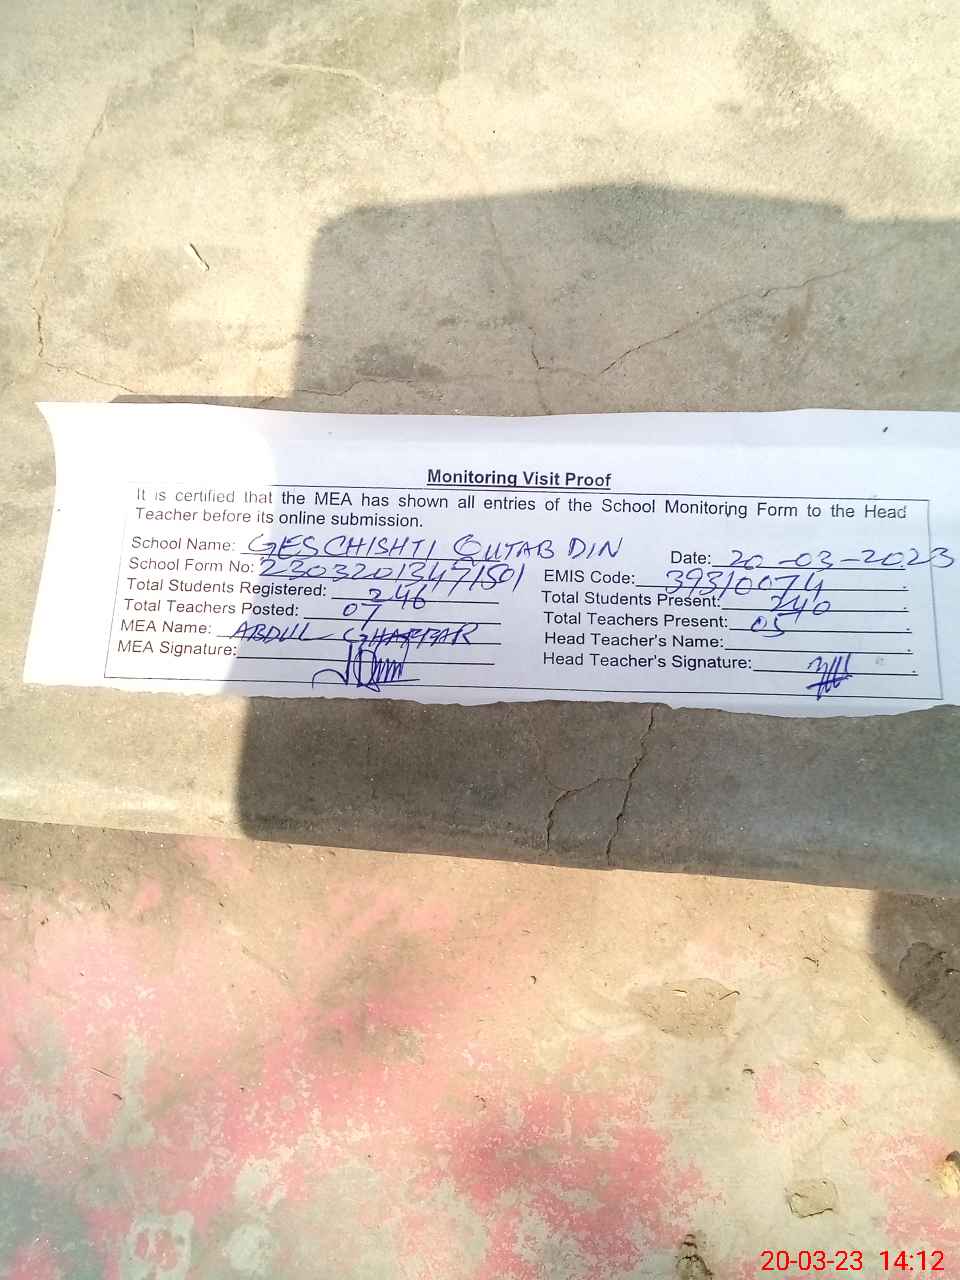 Monitoring Visit Proof
It is certified that the MEA has shown all entries of the School Monitoring Form to the Head
Teacher before its online submission.
School Name: GES CHISHTI QUTAB DIN Date: 20-03-2023
School Form No: 23032013471501 EMIS Code: 39310074
Total Students Registered: 246 Total Students Present: 240
Total Teachers Posted: 07 Total Teachers Present: 05
MEA Name: ABDUL GHAFFAR Head Teacher's Name:
MEA Signature: Head Teacher's Signature:
20-03-23 14:12